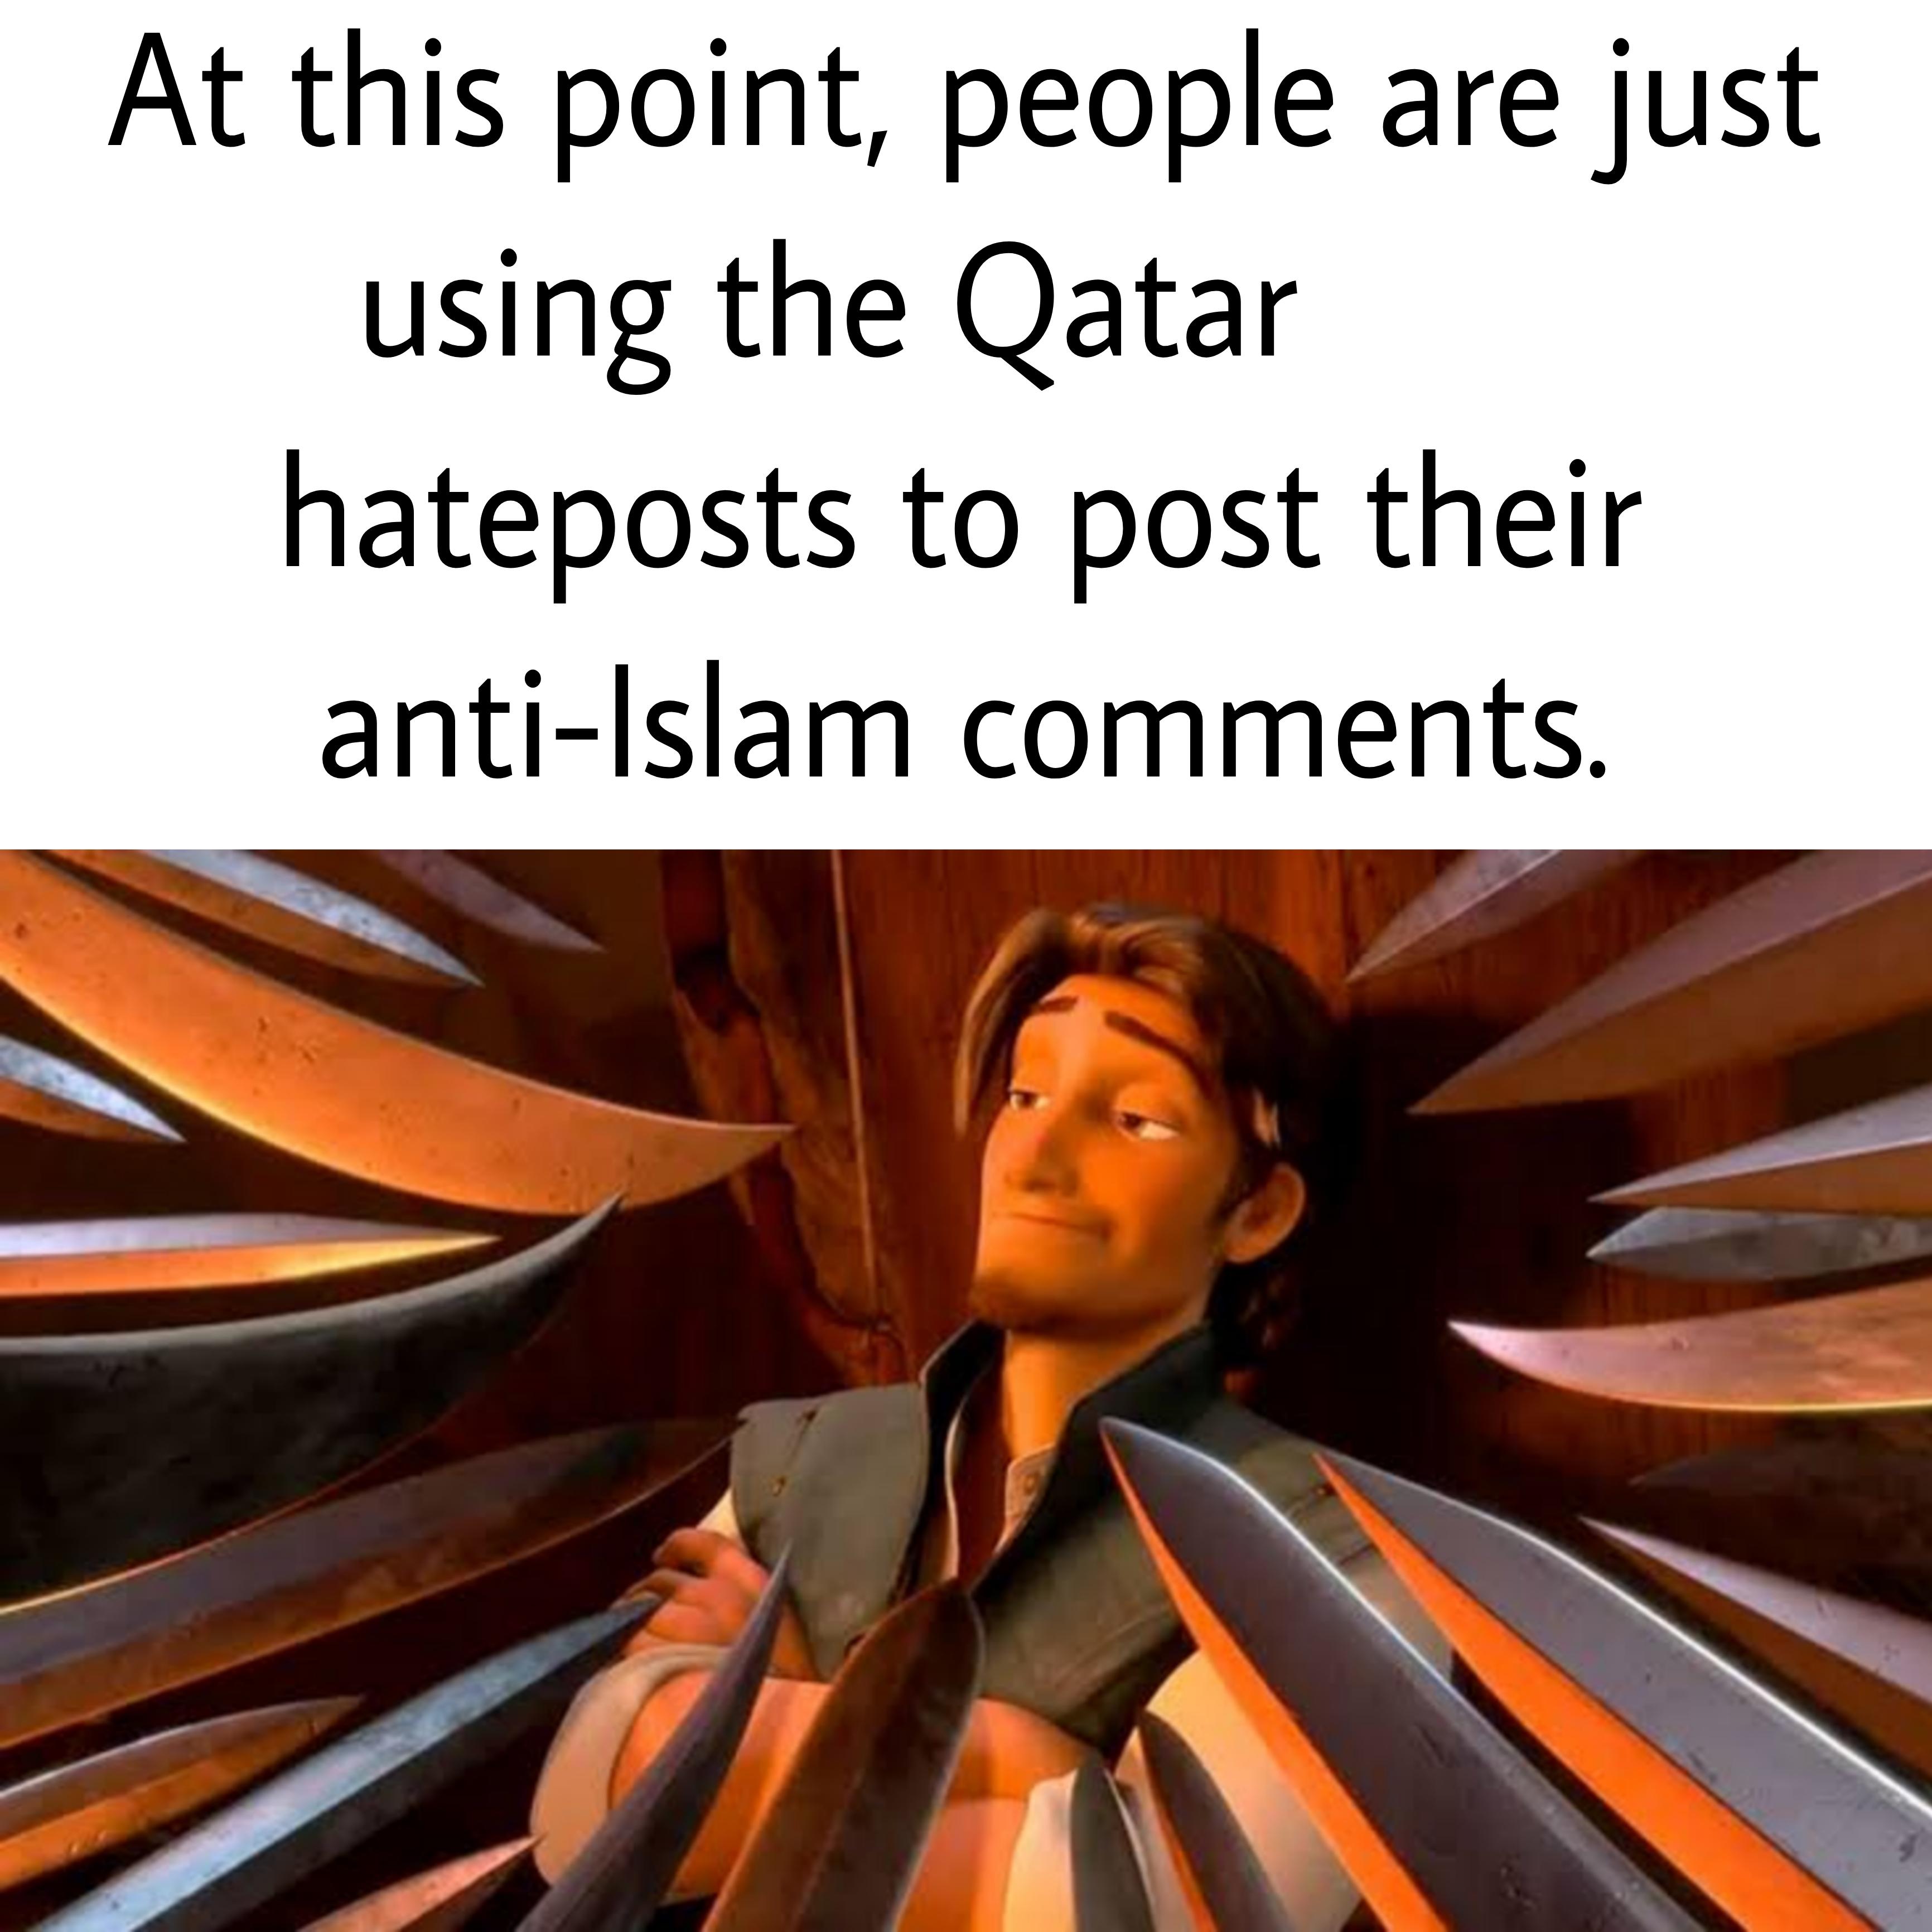 At this point, people are just
using the Qatar
hateposts to post their
anti-Islam comments.